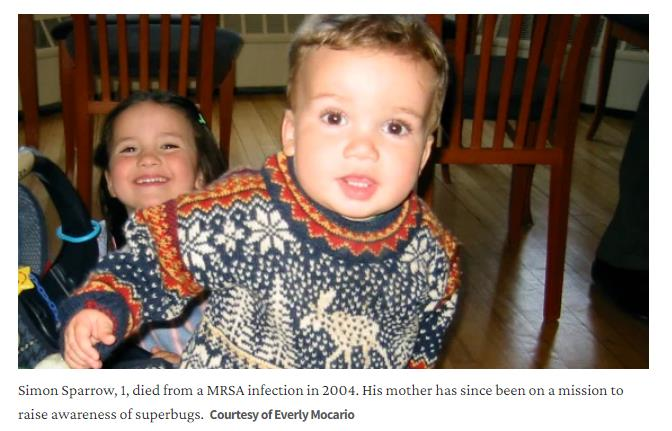 Simon Sparrow, 1, died from a MRSA infection in 2004. His mother has since been on a mission to
raise awareness of superbugs. Courtesy of Everly Mocario